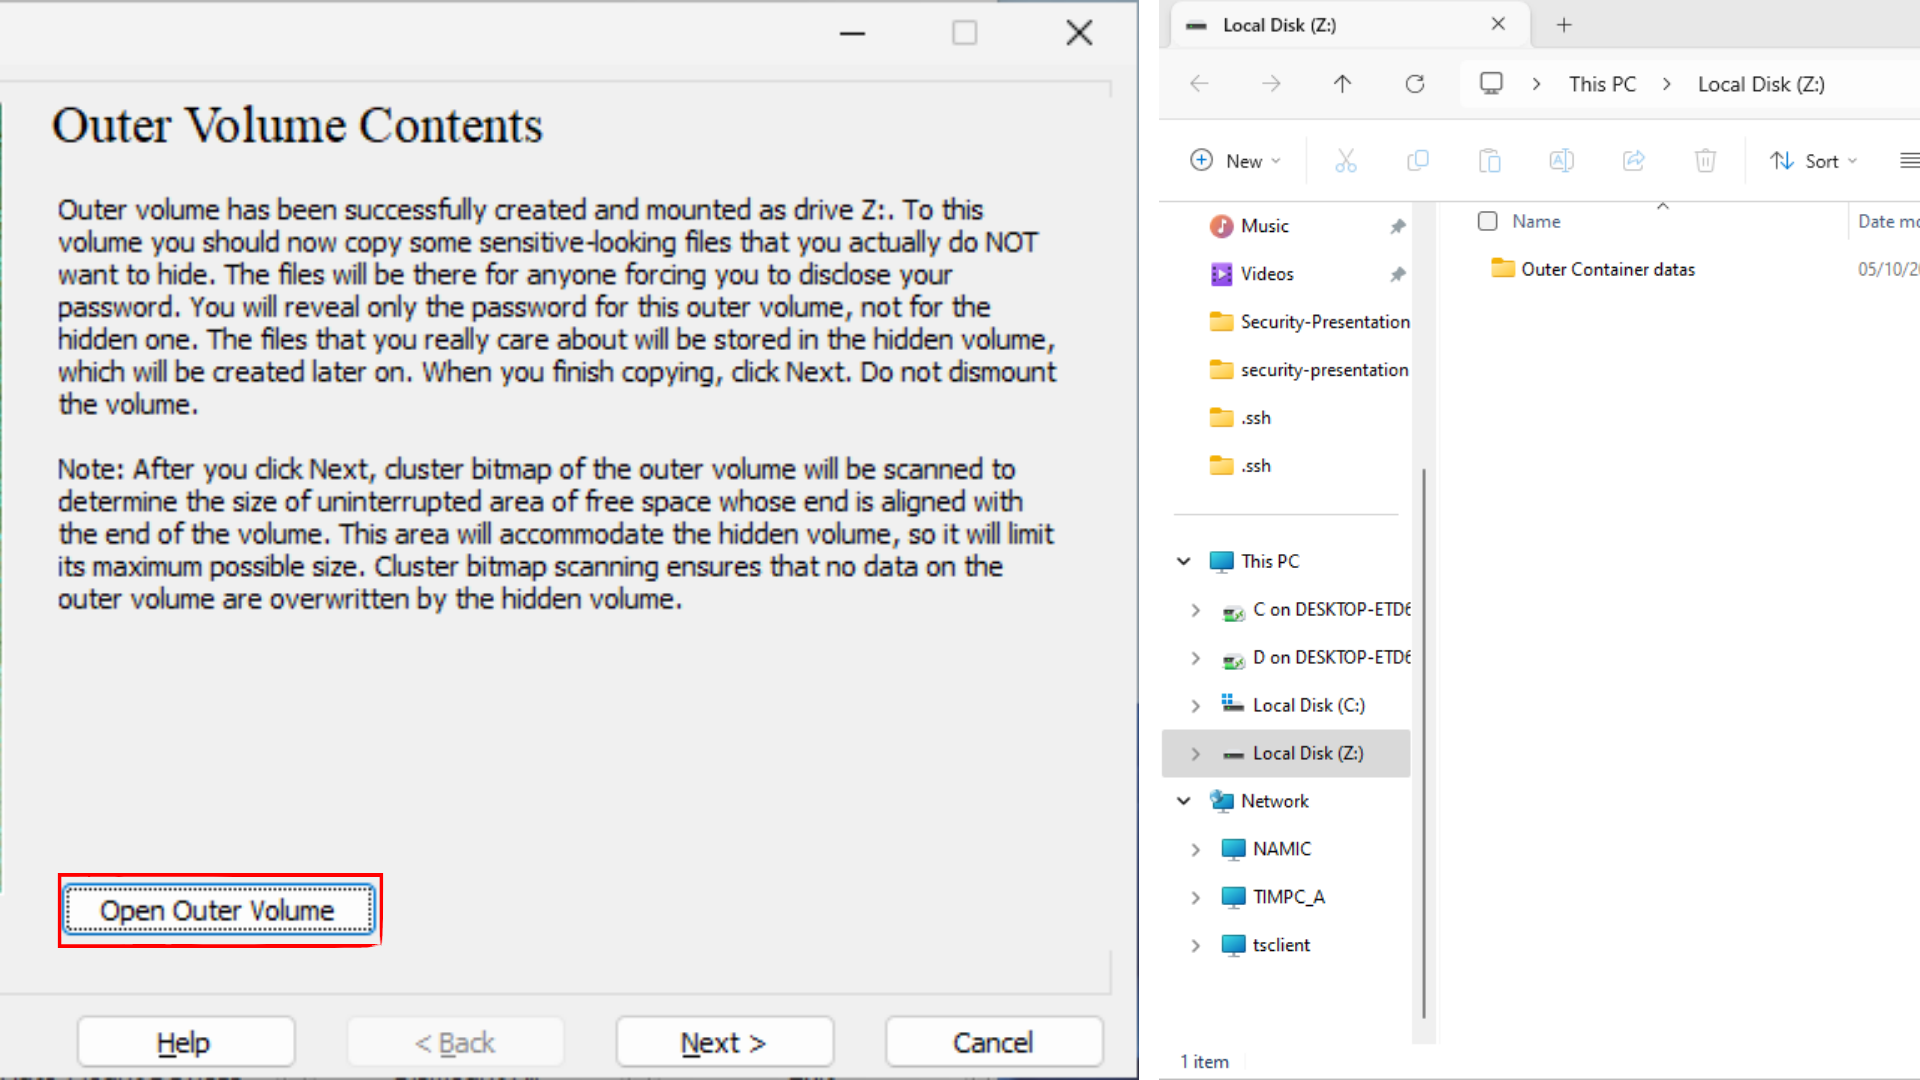 Outer Volume Contents
Outer volume has been successfully created and mounted as drive Z:. To this
volume you should now copy some sensitive-looking files that you actually do NOT
want to hide. The files will be there for anyone forcing you to disclose your
password. You will reveal only the password for this outer volume, not for the
hidden one. The files that you really care about will be stored in the hidden volume,
which will be created later on. When you finish copying, click Next. Do not dismount
the volume.
Note: After you click Next, cluster bitmap of the outer volume will be scanned to
determine the size of uninterrupted area of free space whose end is aligned with
the end of the volume. This area will accommodate the hidden volume, so it will limit
its maximum possible size. Cluster bitmap scanning ensures that no data on the
outer volume are overwritten by the hidden volume.
Open Outer Volume
Help
< Back
Next >
Cancel
Local Disk (Z:)
This PC > Local Disk (Z:)
New
Sort
Music
Videos
Security-Presentation
security-presentation
.ssh
.ssh
This PC
C on DESKTOP-ETD6
D on DESKTOP-ETD6
Local Disk (C:)
Local Disk (Z:)
Network
NAMIC
TIMPC_A
tsclient
Name
Date mo
Outer Container datas
05/10/20
1 item